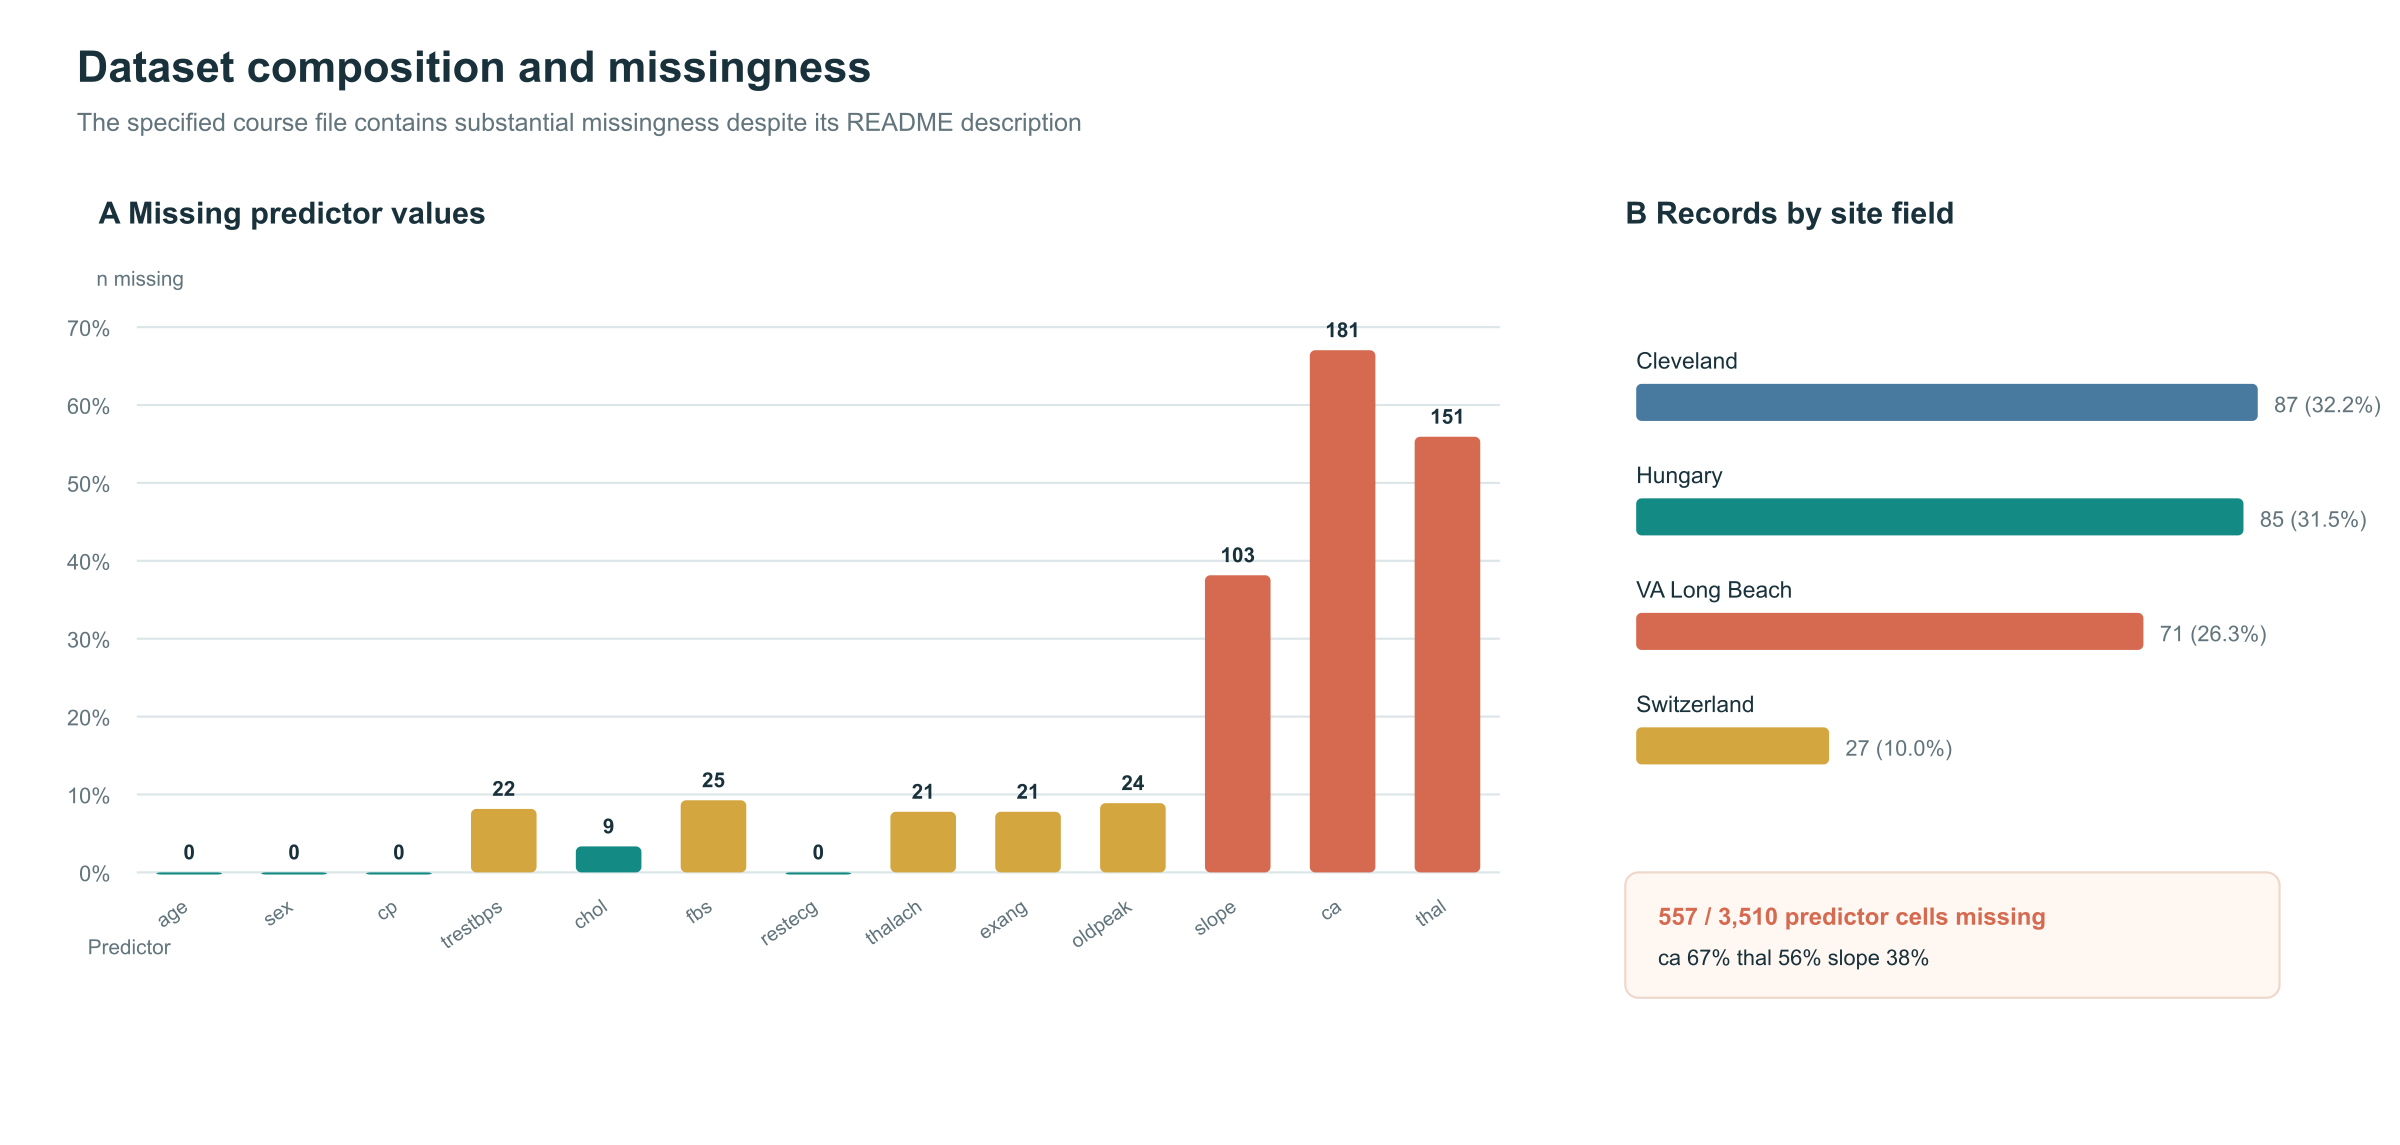 Dataset composition and missingness
The specified course file contains substantial missingness despite its README description
A Missing predictor values
n missing
70%
60%
50%
40%
30%
20%
10%
0%
0
0
0
22
9
25
0
21
21
24
103
181
151
age
sex
cp
trestbps
chol
fbs
restecg
thalach
exang
oldpeak
slope
ca
thal
Predictor
B Records by site field
Cleveland
87 (32.2%)
Hungary
85 (31.5%)
VA Long Beach
71 (26.3%)
Switzerland
27 (10.0%)
557 / 3,510 predictor cells missing
ca 67% thal 56% slope 38%